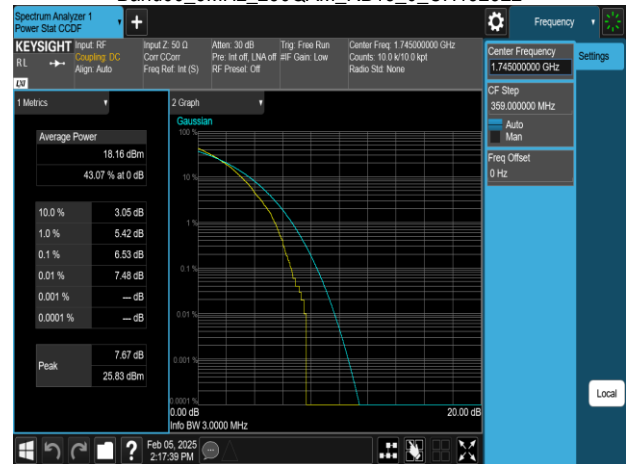 Spectrum Analyzer 1
Power Stat CCDF
Frequency
KEYSIGHT
Input: RF
Coupling: DC
Align: Auto
Input Z: 50 Ω
Corr CCorr
Freq Ref: Int (S)
Atten: 30 dB
Pre: Int off, LNA off
RF Preset: Off
Trig: Free Run
#IF Gain: Low
Center Freq: 1.745000000 GHz
Counts: 10.0 k/10.0 kpt
Radio Std: None
RL
LXI
Center Frequency
1.745000000 GHz
Settings
CF Step
359.000000 MHz
Auto
Man
Freq Offset
0 Hz
1 Metrics
Average Power
18.16 dBm
43.07 % at 0 dB
10.0 % 3.05 dB
1.0 % 5.42 dB
0.1 % 6.53 dB
0.01 % 7.48 dB
0.001 % --- dB
0.0001 % --- dB
Peak
7.67 dB
25.83 dBm
2 Graph
Gaussian
100 %
10 %
1 %
0.1 %
0.01 %
0.001 %
0.0001 %
0.00 dB 20.00 dB
Info BW 3.0000 MHz
Local
?
Feb 05, 2025
2:17:39 PM